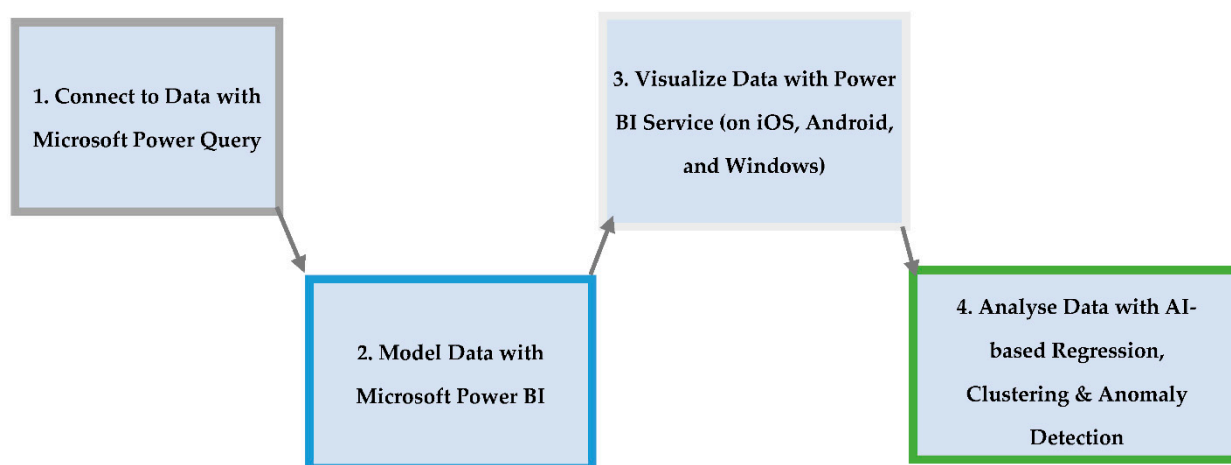 1. Connect to Data with
Microsoft Power Query
2. Model Data with
Microsoft Power BI
3. Visualize Data with Power
BI Service (on iOS, Android,
and Windows)
4. Analyse Data with AI-
based Regression,
Clustering & Anomaly
Detection